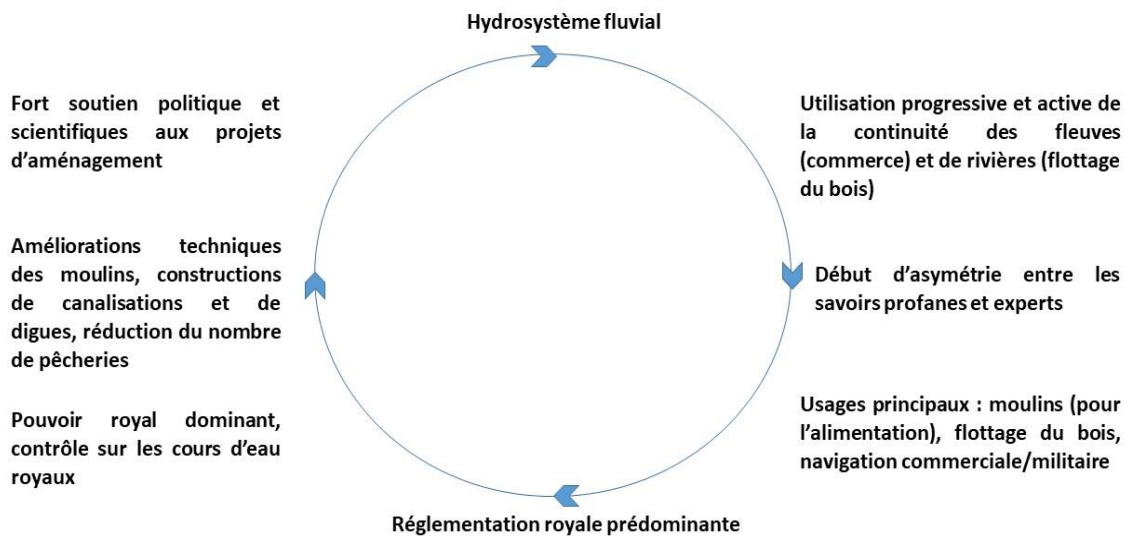 Hydrosystème fluvial
Fort soutien politique et
scientifiques aux projets
d’aménagement
Utilisation progressive et active de
la continuité des fleuves
(commerce) et de rivières (flottage
du bois)
Améliorations techniques
des moulins, constructions
de canalisations et de
digues, réduction du nombre
de pêcheries
Début d’asymétrie entre les
savoirs profanes et experts
Pouvoir royal dominant,
contrôle sur les cours d’eau
royaux
Usages principaux : moulins (pour
l’alimentation), flottage du bois,
navigation commerciale/militaire
Réglementation royale prédominante